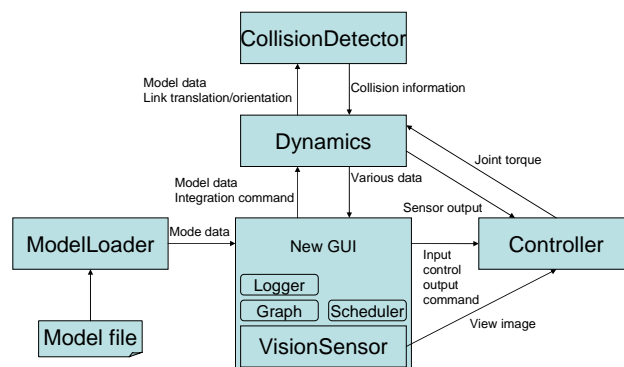 CollisionDetector
Model data
Link translation/orientation
Collision information
Dynamics
Joint torque
Model data
Integration command
Various data
Sensor output
ModelLoader
Mode data
New GUI
Controller
Input
control
output
command
Logger
Graph
Scheduler
View image
Model file
VisionSensor